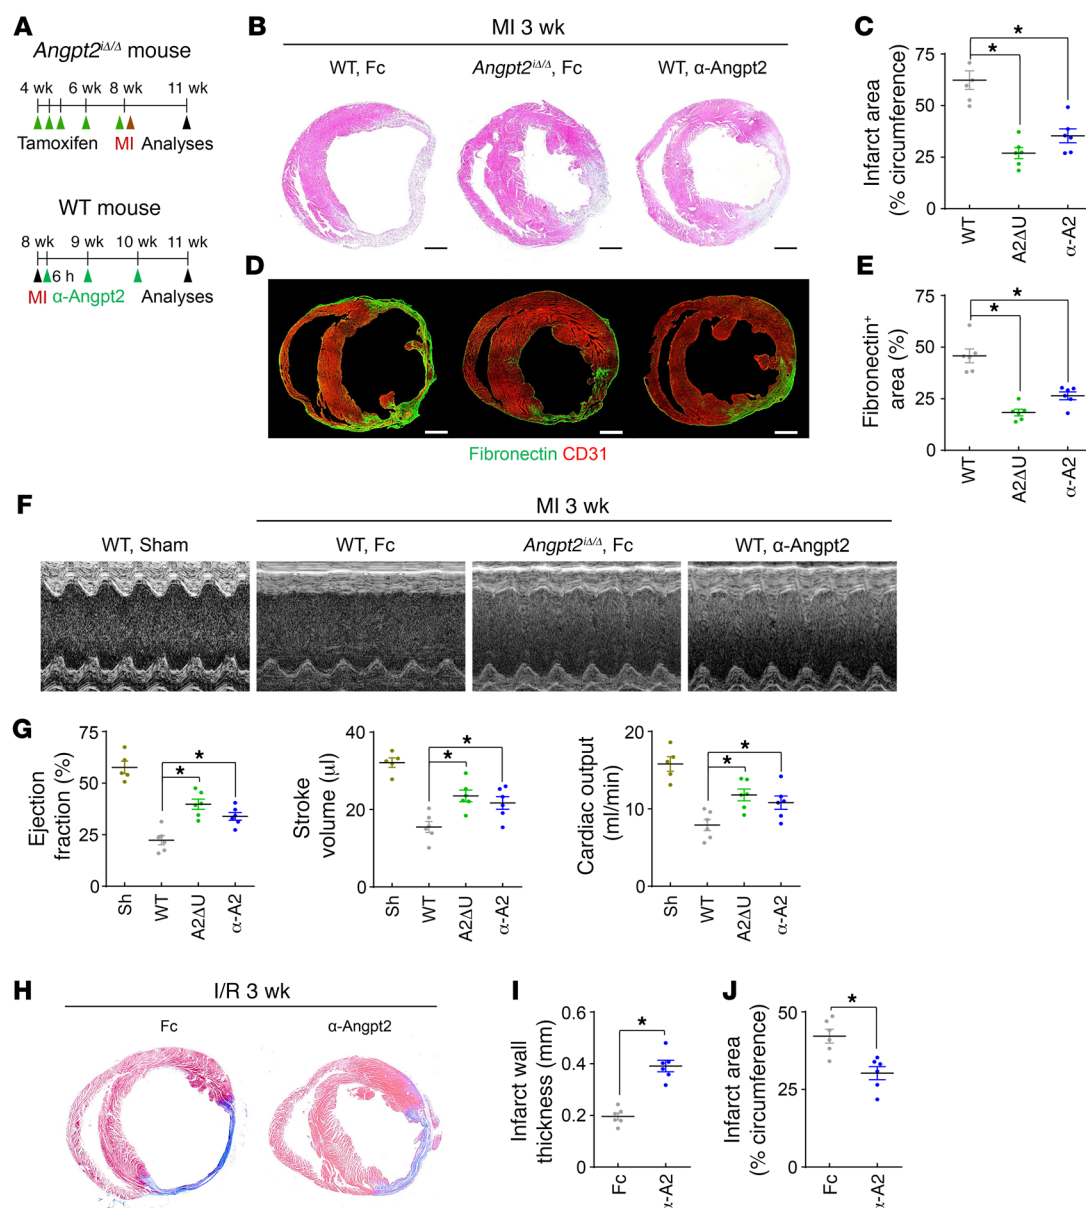 A
Angpt2iΔ/Δ mouse
4 wk 6 wk 8 wk 11 wk
Tamoxifen MI Analyses
WT mouse
8 wk 9 wk 10 wk 11 wk
6 h
MI α-Angpt2 Analyses
B
MI 3 wk
WT, Fc Angpt2iΔ/Δ, Fc WT, α-Angpt2
C
Infarct area
(% circumference)
75
50
25
0
* *
WT A2ΔU α-A2
D
Fibronectin CD31
E
Fibronectin+
area (%)
75
50
25
0
* *
WT A2ΔU α-A2
F
MI 3 wk
WT, Sham WT, Fc Angpt2iΔ/Δ, Fc WT, α-Angpt2
G
Ejection
fraction (%)
75
50
25
0
* *
Sh WT A2ΔU α-A2
Stroke
volume (μl)
40
20
0
* *
Sh WT A2ΔU α-A2
Cardiac output
(ml/min)
20
10
0
* *
Sh WT A2ΔU α-A2
H
I/R 3 wk
Fc α-Angpt2
I
Infarct wall
thickness (mm)
0.6
0.4
0.2
0
*
Fc α-A2
J
Infarct area
(% circumference)
50
25
0
*
Fc α-A2